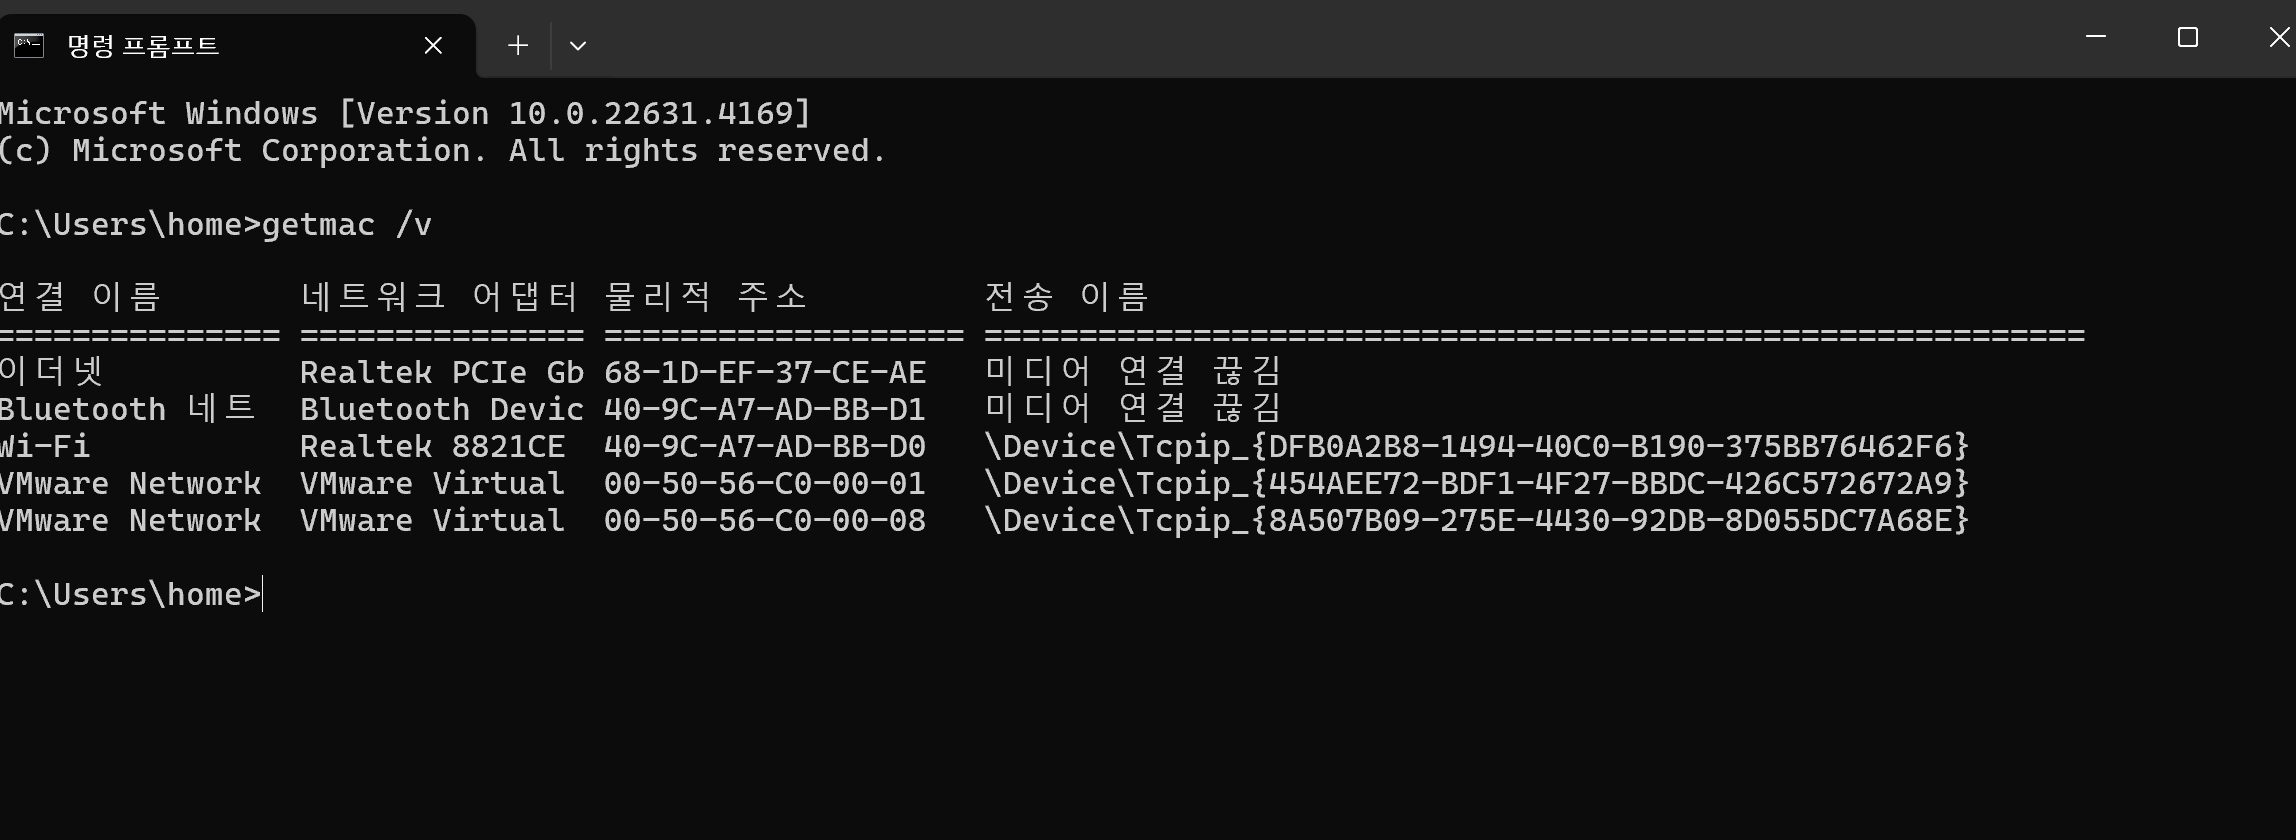 명령 프롬프트
Microsoft Windows [Version 10.0.22631.4169]
(c) Microsoft Corporation. All rights reserved.
C:\Users\home>getmac /v
연결 이름 네트워크 어댑터 물리적 주소 전송 이름
=============== =============== =================== ==========================================================
이더넷 Realtek PCIe Gb 68-1D-EF-37-CE-AE 미디어 연결 끊김
Bluetooth 네트 Bluetooth Devic 40-9C-A7-AD-BB-D1 미디어 연결 끊김
Wi-Fi Realtek 8821CE 40-9C-A7-AD-BB-D0 \Device\Tcpip_{DFB0A2B8-1494-40C0-B190-375BB76462F6}
VMware Network VMware Virtual 00-50-56-C0-00-01 \Device\Tcpip_{454AEE72-BDF1-4F27-BBDC-426C572672A9}
VMware Network VMware Virtual 00-50-56-C0-00-08 \Device\Tcpip_{8A507B09-275E-4430-92DB-8D055DC7A68E}
C:\Users\home>